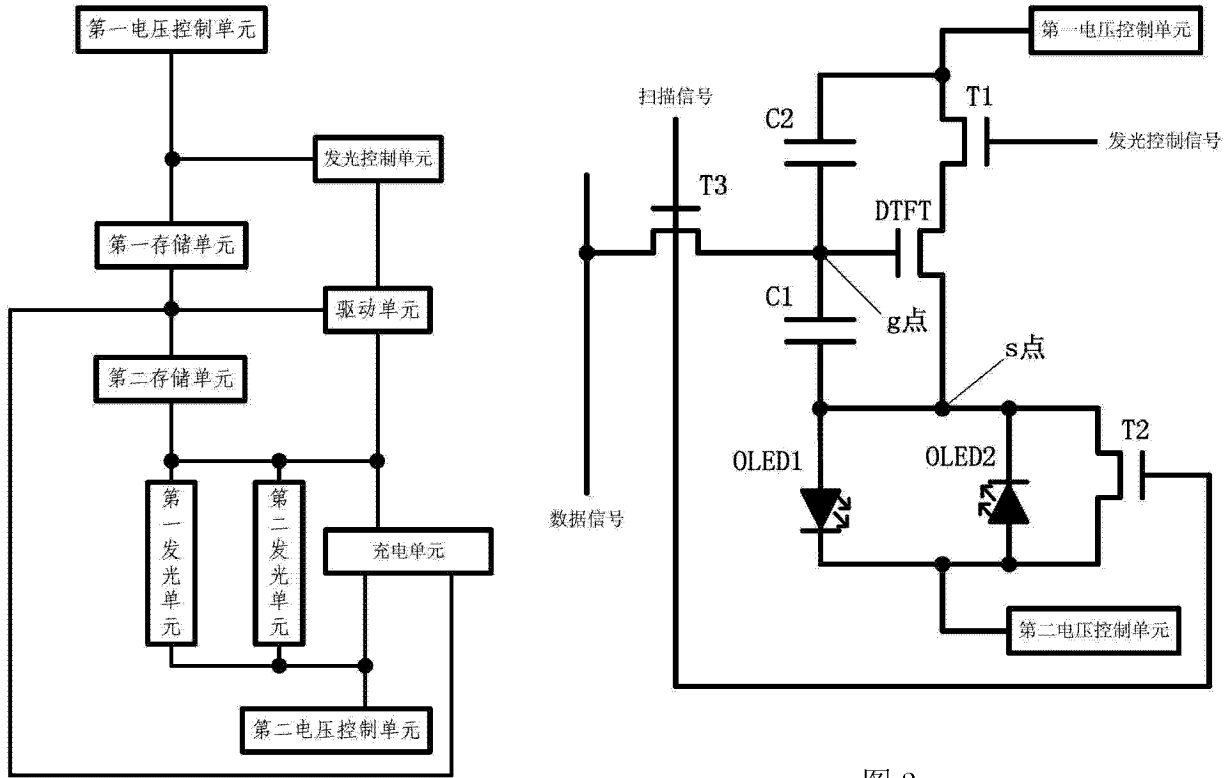 第一电压控制单元
发光控制单元
第一存储单元
驱动单元
第二存储单元
第一发光单元
第二发光单元
充电单元
第二电压控制单元
第一电压控制单元
扫描信号
C2
T1
发光控制信号
T3
DTFT
C1
g点
s点
T2
OLED1
OLED2
数据信号
第二电压控制单元